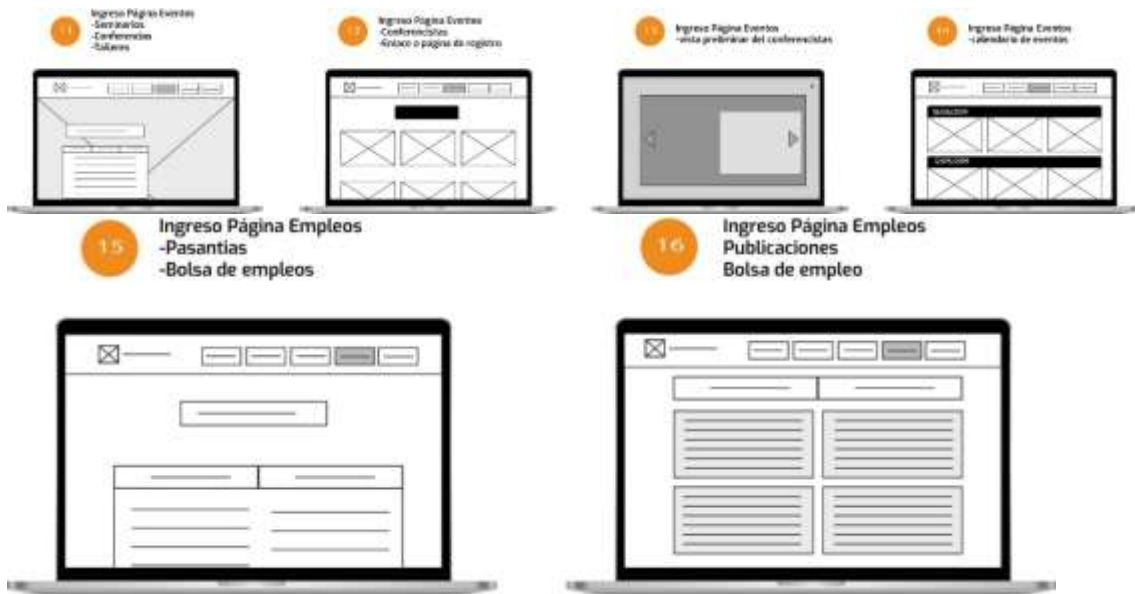 11
Ingreso Página Eventos
-Seminarios
-Conferencias
-Talleres
12
Ingreso Página Eventos
-Conferencistas
-Enlace a página de registro
13
Ingreso Página Eventos
-vista preliminar del conferencistas
14
Ingreso Página Eventos
-calendario de eventos
15
Ingreso Página Empleos
-Pasantías
-Bolsa de empleos
16
Ingreso Página Empleos
Publicaciones
Bolsa de empleo